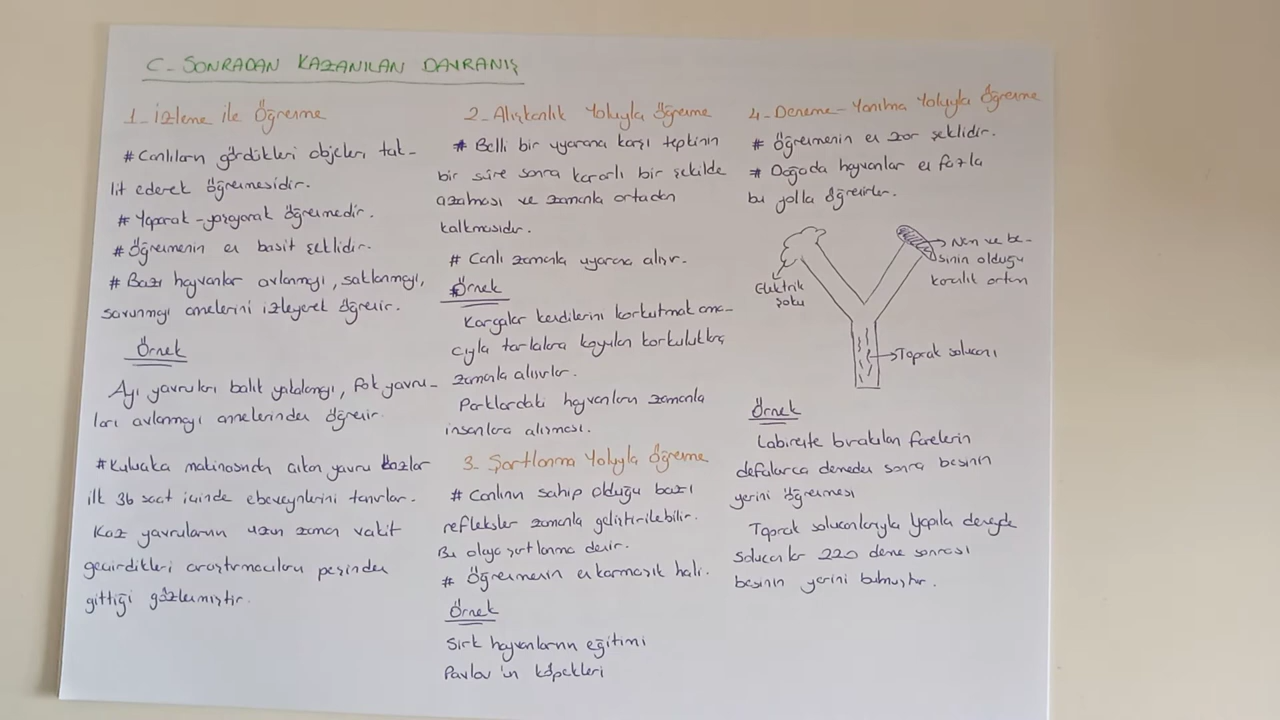 C- SONRADAN KAZANILAN DAVRANIŞ
1- İzleme ile Öğrenme
# Canlıların gördükleri objeleri tak-
lit ederek öğrenmesidir.
# Yaparak-yaşayarak öğrenmedir.
# Öğrenmenin en basit şeklidir.
# Bazı hayvanlar avlanmayı, saklanmayı,
savunmayı annelerini izleyerek öğrenir.
Örnek
Ayı yavruları balık yakalamayı, fok yavru-
ları avlanmayı annelerinden öğrenir.
# Kuluçka makinasından çıkan yavru kazlar
ilk 36 saat içinde ebeveynlerini tanırlar.
Kaz yavrularının uzun zaman vakit
geçirdikleri araştırmacıların peşinden
gittiği gözlenmiştir.
2- Alışkanlık Yoluyla Öğrenme
# Belli bir uyarana karşı tepkinin
bir süre sonra kararlı bir şekilde
azalması ve zamanla ortadan
kalkmasıdır.
# Canlı zamanla uyarana alışır.
Örnek
Kargalar kendilerini korkutmak ama-
cıyla tarlalara koyulan korkuluklara
zamanla alışırlar.
Parklardaki hayvanların zamanla
insanlara alışması.
3- Şartlanma Yoluyla Öğrenme
# Canlının sahip olduğu bazı
refleksler zamanla geliştirilebilir.
Bu olaya şartlanma denir.
# Öğrenmenin en karmaşık hali.
Örnek
Sirk hayvanlarının eğitimi
Pavlov'un köpekleri
4- Deneme-Yanılma Yoluyla Öğrenme
# Öğrenmenin en zor şeklidir.
# Doğada hayvanlar en fazla
bu yolla öğrenirler.
Elektrik
şoku
Nem ve be-
sinin olduğu
karanlık ortam
Toprak solucanı
Örnek
Labirente bırakılan farelerin
defalarca deneden sonra besinin
yerini öğrenmesi
Toprak solucanlarıyla yapılan deneyde
solucanlar 220 deneme sonrası
besinin yerini bulmuştur.